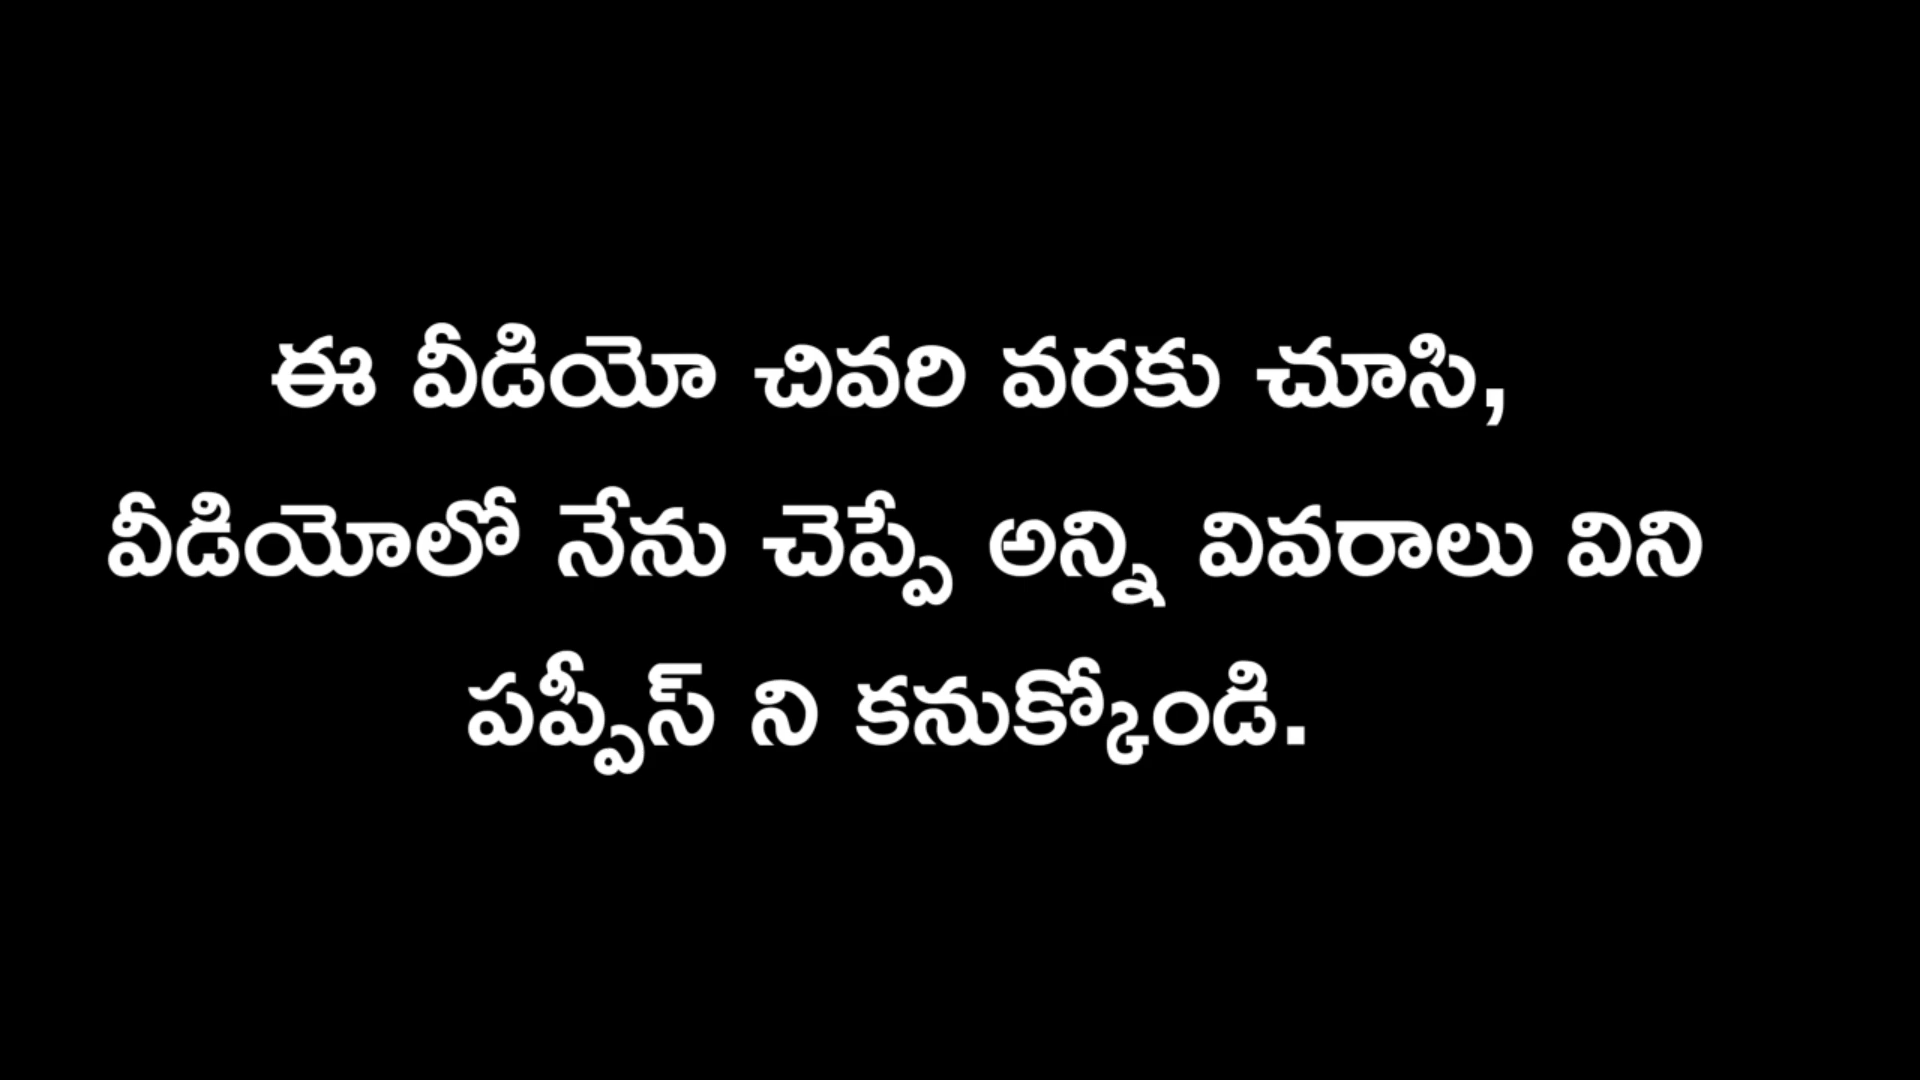 ఈ వీడియో చివరి వరకు చూసి,
వీడియోలో నేను చెప్పే అన్ని వివరాలు విని
పప్పీస్ ని కనుక్కోండి.